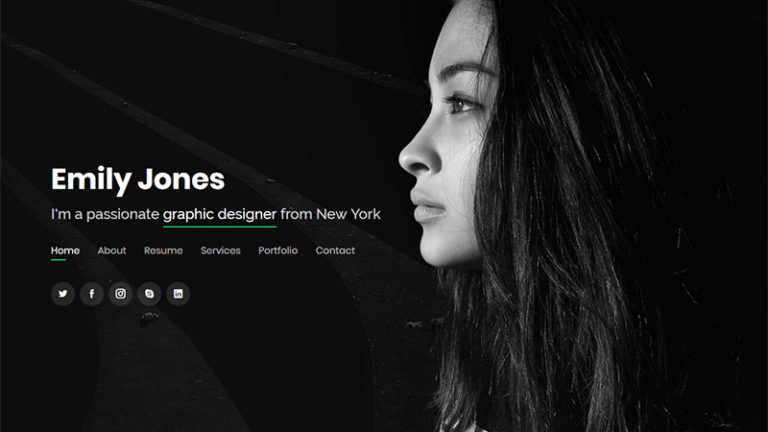 Emily Jones
I'm a passionate graphic designer from New York
Home About Resume Services Portfolio Contact